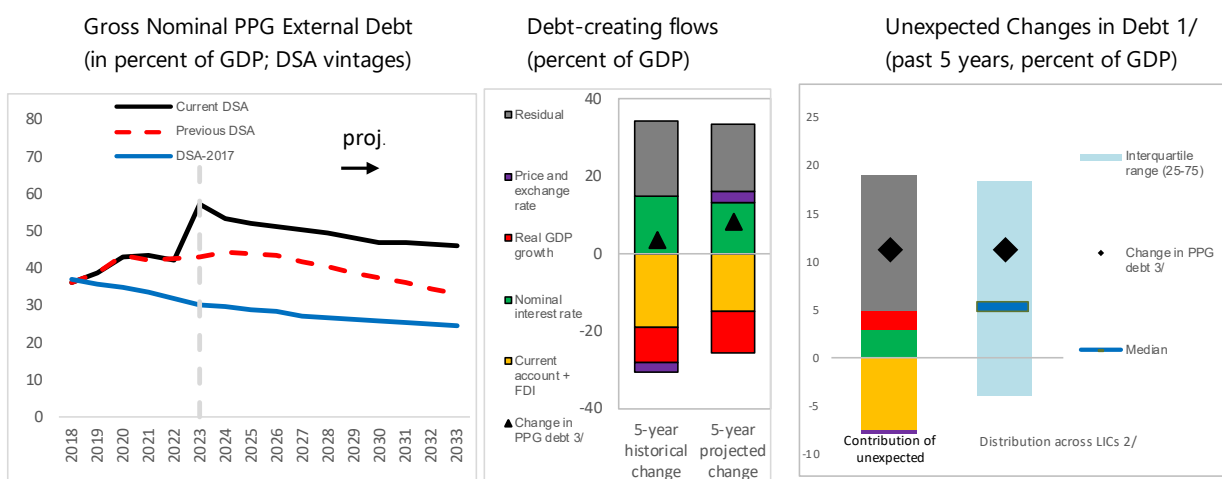 Gross Nominal PPG External Debt
(in percent of GDP; DSA vintages)
80
70
60
50
40
30
20
10
0
Current DSA
Previous DSA
DSA-2017
proj.
2018
2019
2020
2021
2022
2023
2024
2025
2026
2027
2028
2029
2030
2031
2032
2033
Debt-creating flows
(percent of GDP)
Residual
Price and
exchange
rate
Real GDP
growth
Nominal
interest rate
Current
account +
FDI
Change in
PPG debt 3/
40
20
0
-20
-40
5-year
historical
change
5-year
projected
change
Unexpected Changes in Debt 1/
(past 5 years, percent of GDP)
25
20
15
10
5
0
-5
-10
Contribution of
unexpected
Distribution across LICs 2/
Interquartile
range (25-75)
Change in PPG
debt 3/
Median